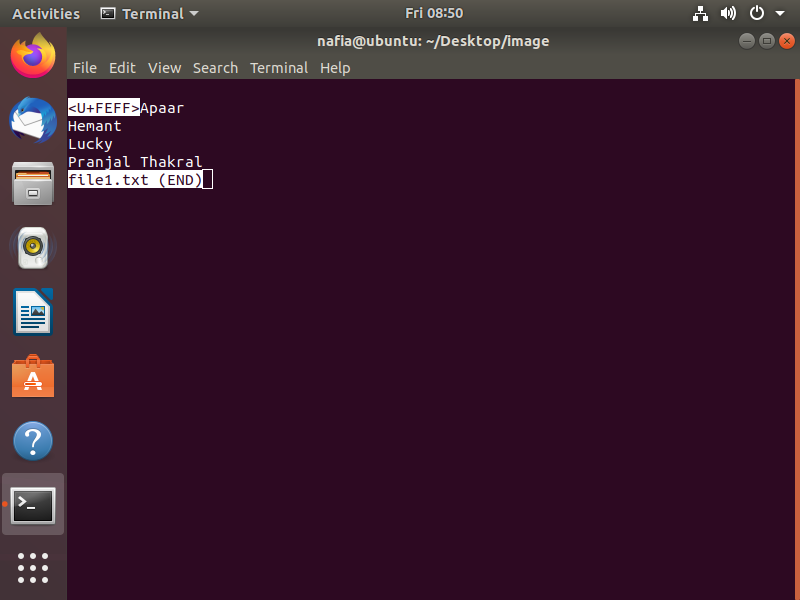 Activities Terminal Fri 08:50
nafia@ubuntu: ~/Desktop/image
File Edit View Search Terminal Help
<U+FEFF>Apaar
Hemant
Lucky
Pranjal Thakral
file1.txt (END)